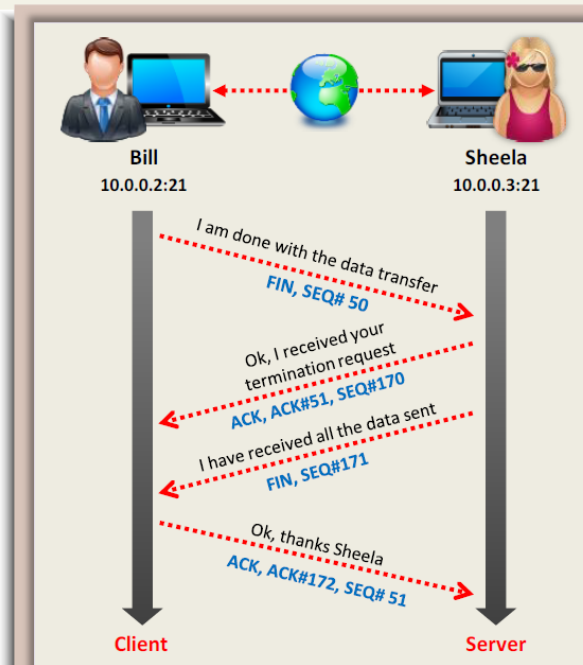 Bill
Sheela
10.0.0.2:21
10.0.0.3:21
I am done with the data transfer
FIN, SEQ# 50
Ok, I received your
termination request
ACK, ACK#51, SEQ#170
I have received all the data sent
FIN, SEQ#171
Ok, thanks Sheela
ACK, ACK#172, SEQ# 51
Client
Server